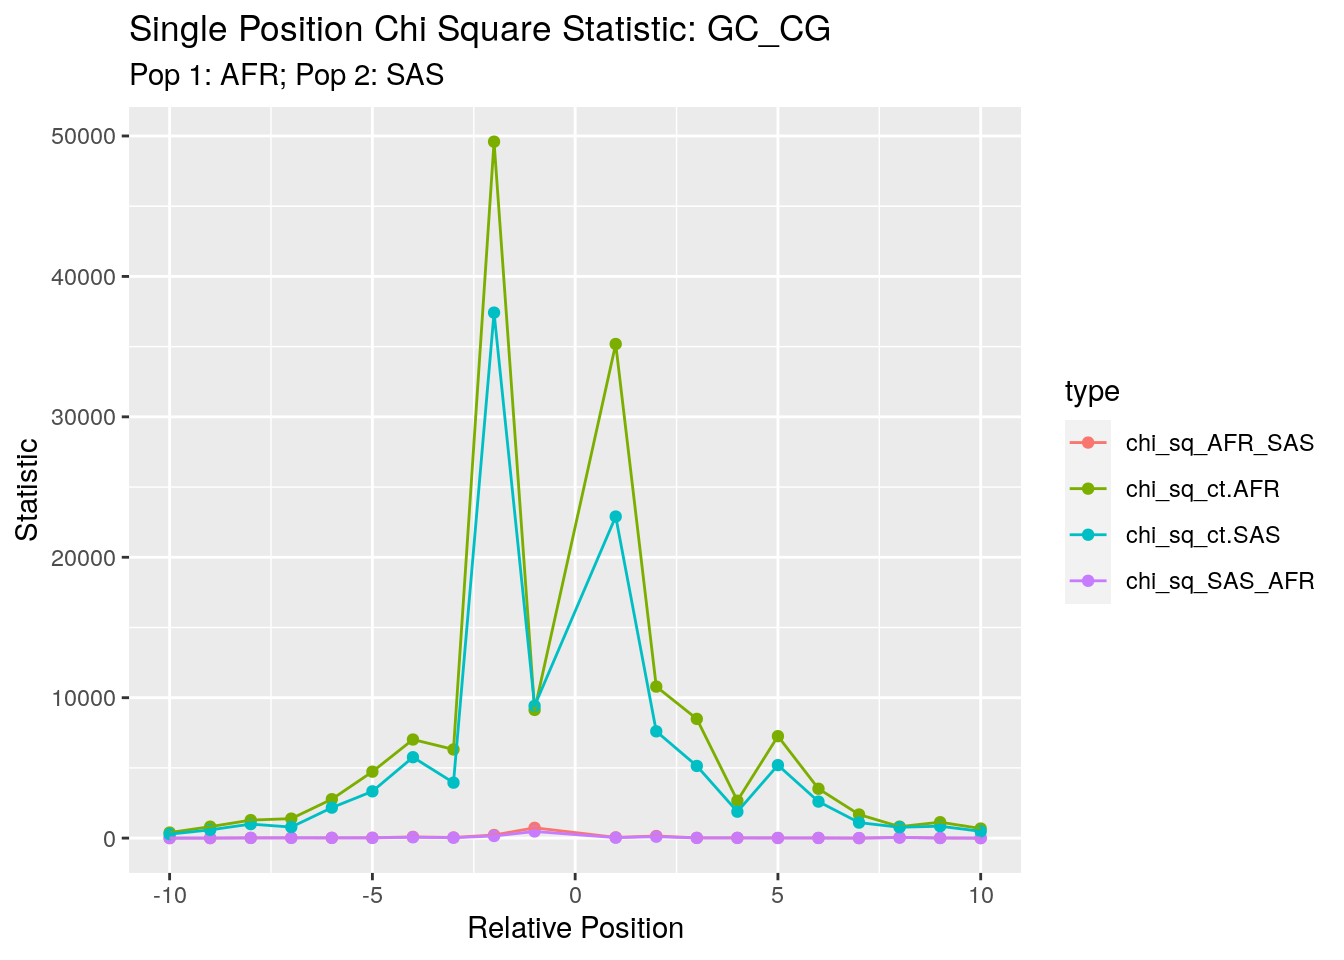 Single Position Chi Square Statistic: GC_CG
Pop 1: AFR; Pop 2: SAS
50000
40000
30000
20000
10000
0
Statistic
-10
-5
0
5
10
Relative Position
type
chi_sq_AFR_SAS
chi_sq_ct.AFR
chi_sq_ct.SAS
chi_sq_SAS_AFR